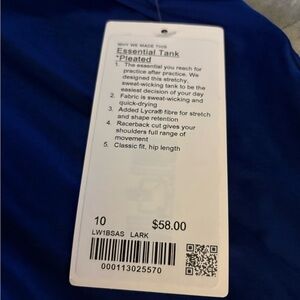 WHY WE MADE THIS
Essential Tank
*Pleated
1. The essential you reach for
practice after practice. We
designed this stretchy,
sweat-wicking tank to be the
easiest decision of your day
2. Fabric is sweat-wicking and
quick-drying
3. Added Lycra® fibre for stretch
and shape retention
4. Racerback cut gives your
shoulders full range of
movement
5. Classic fit, hip length
10 $58.00
LW1BSAS LARK
000113025570